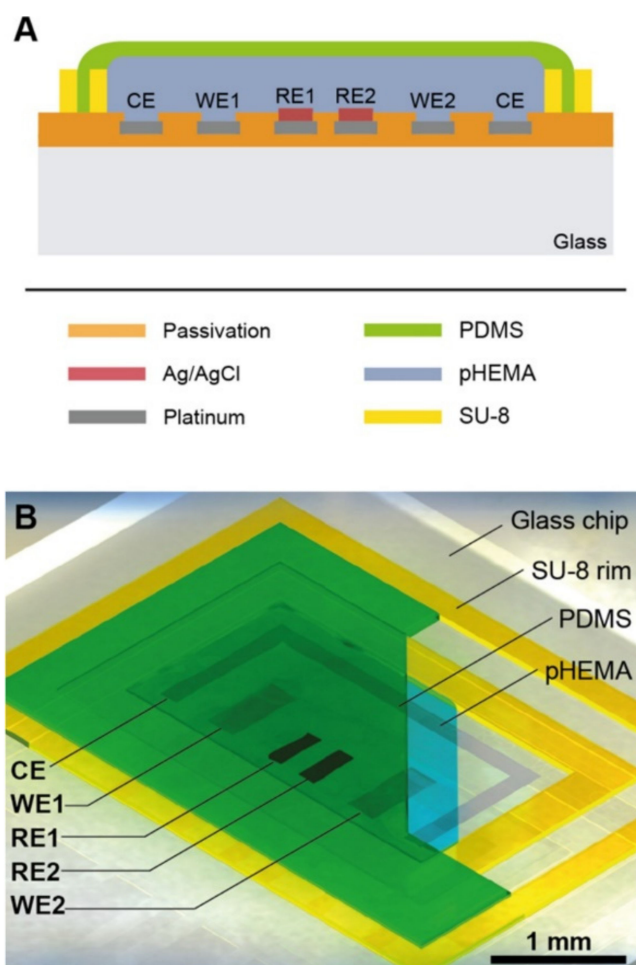 A
CE WE1 RE1 RE2 WE2 CE
Glass
Passivation PDMS
Ag/AgCl pHEMA
Platinum SU-8
B
Glass chip
SU-8 rim
PDMS
pHEMA
CE
WE1
RE1
RE2
WE2
1 mm